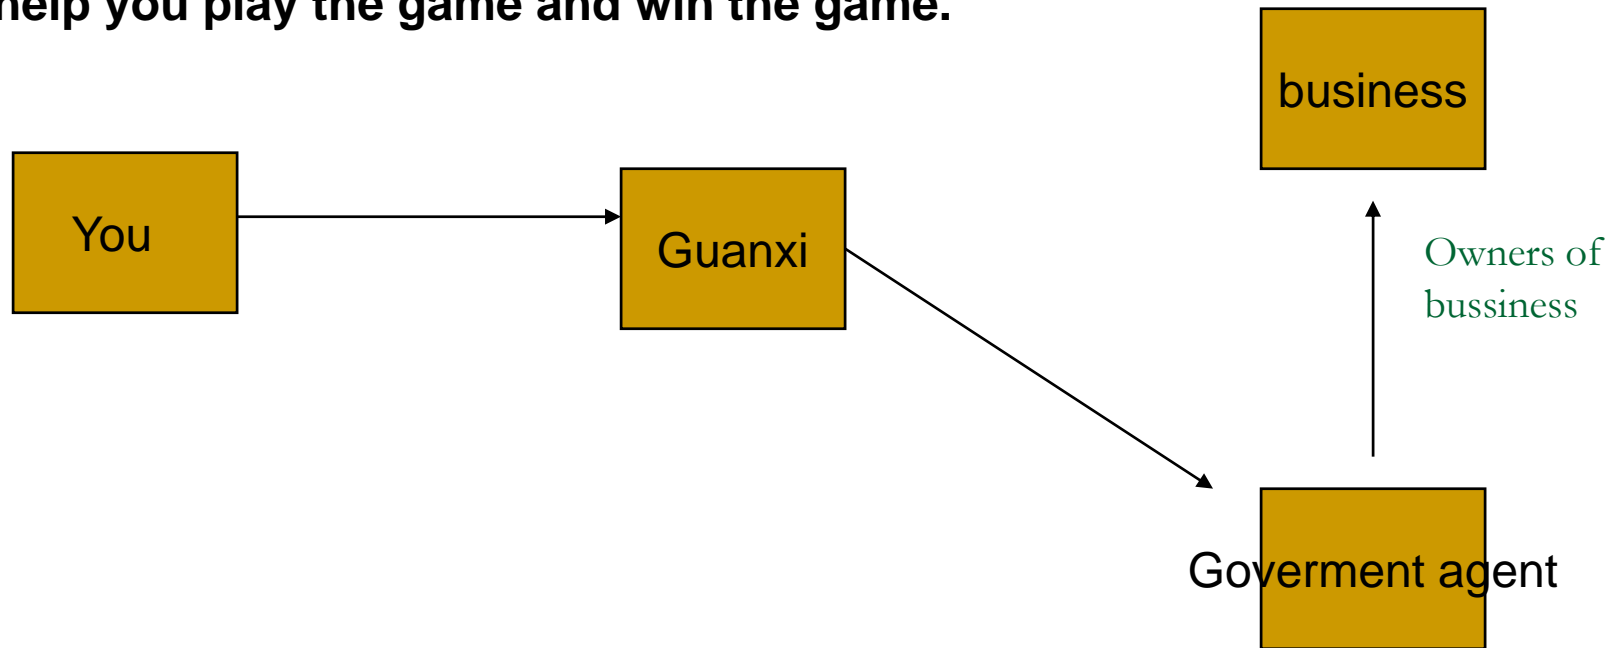 help you play the game and win the game.
business
You
Guanxi
Owners of
bussiness
Goverment agent